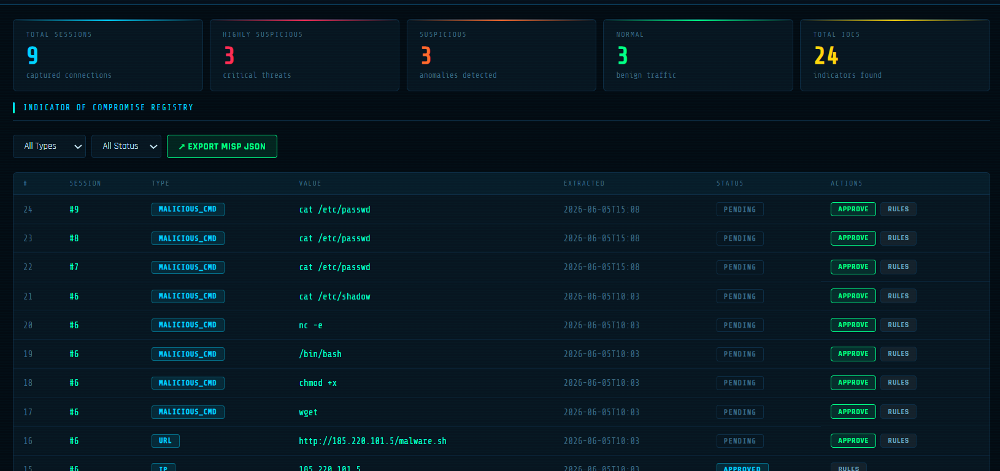 TOTAL SESSIONS
9
captured connections
HIGHLY SUSPICIOUS
3
critical threats
SUSPICIOUS
3
anomalies detected
NORMAL
3
benign traffic
TOTAL IOCS
24
indicators found
INDICATOR OF COMPROMISE REGISTRY
All Types All Status ↗ EXPORT MISP JSON
# SESSION TYPE VALUE EXTRACTED STATUS ACTIONS
24 #9 MALICIOUS_CMD cat /etc/passwd 2026-06-05T15:08 PENDING APPROVE RULES
23 #8 MALICIOUS_CMD cat /etc/passwd 2026-06-05T15:08 PENDING APPROVE RULES
22 #7 MALICIOUS_CMD cat /etc/passwd 2026-06-05T15:08 PENDING APPROVE RULES
21 #6 MALICIOUS_CMD cat /etc/shadow 2026-06-05T10:03 PENDING APPROVE RULES
20 #6 MALICIOUS_CMD nc -e 2026-06-05T10:03 PENDING APPROVE RULES
19 #6 MALICIOUS_CMD /bin/bash 2026-06-05T10:03 PENDING APPROVE RULES
18 #6 MALICIOUS_CMD chmod +x 2026-06-05T10:03 PENDING APPROVE RULES
17 #6 MALICIOUS_CMD wget 2026-06-05T10:03 PENDING APPROVE RULES
16 #6 URL http://185.220.101.5/malware.sh 2026-06-05T10:03 PENDING APPROVE RULES
15 #6 IP 185.220.101.5 2026-06-05T10:03 APPROVED RULES